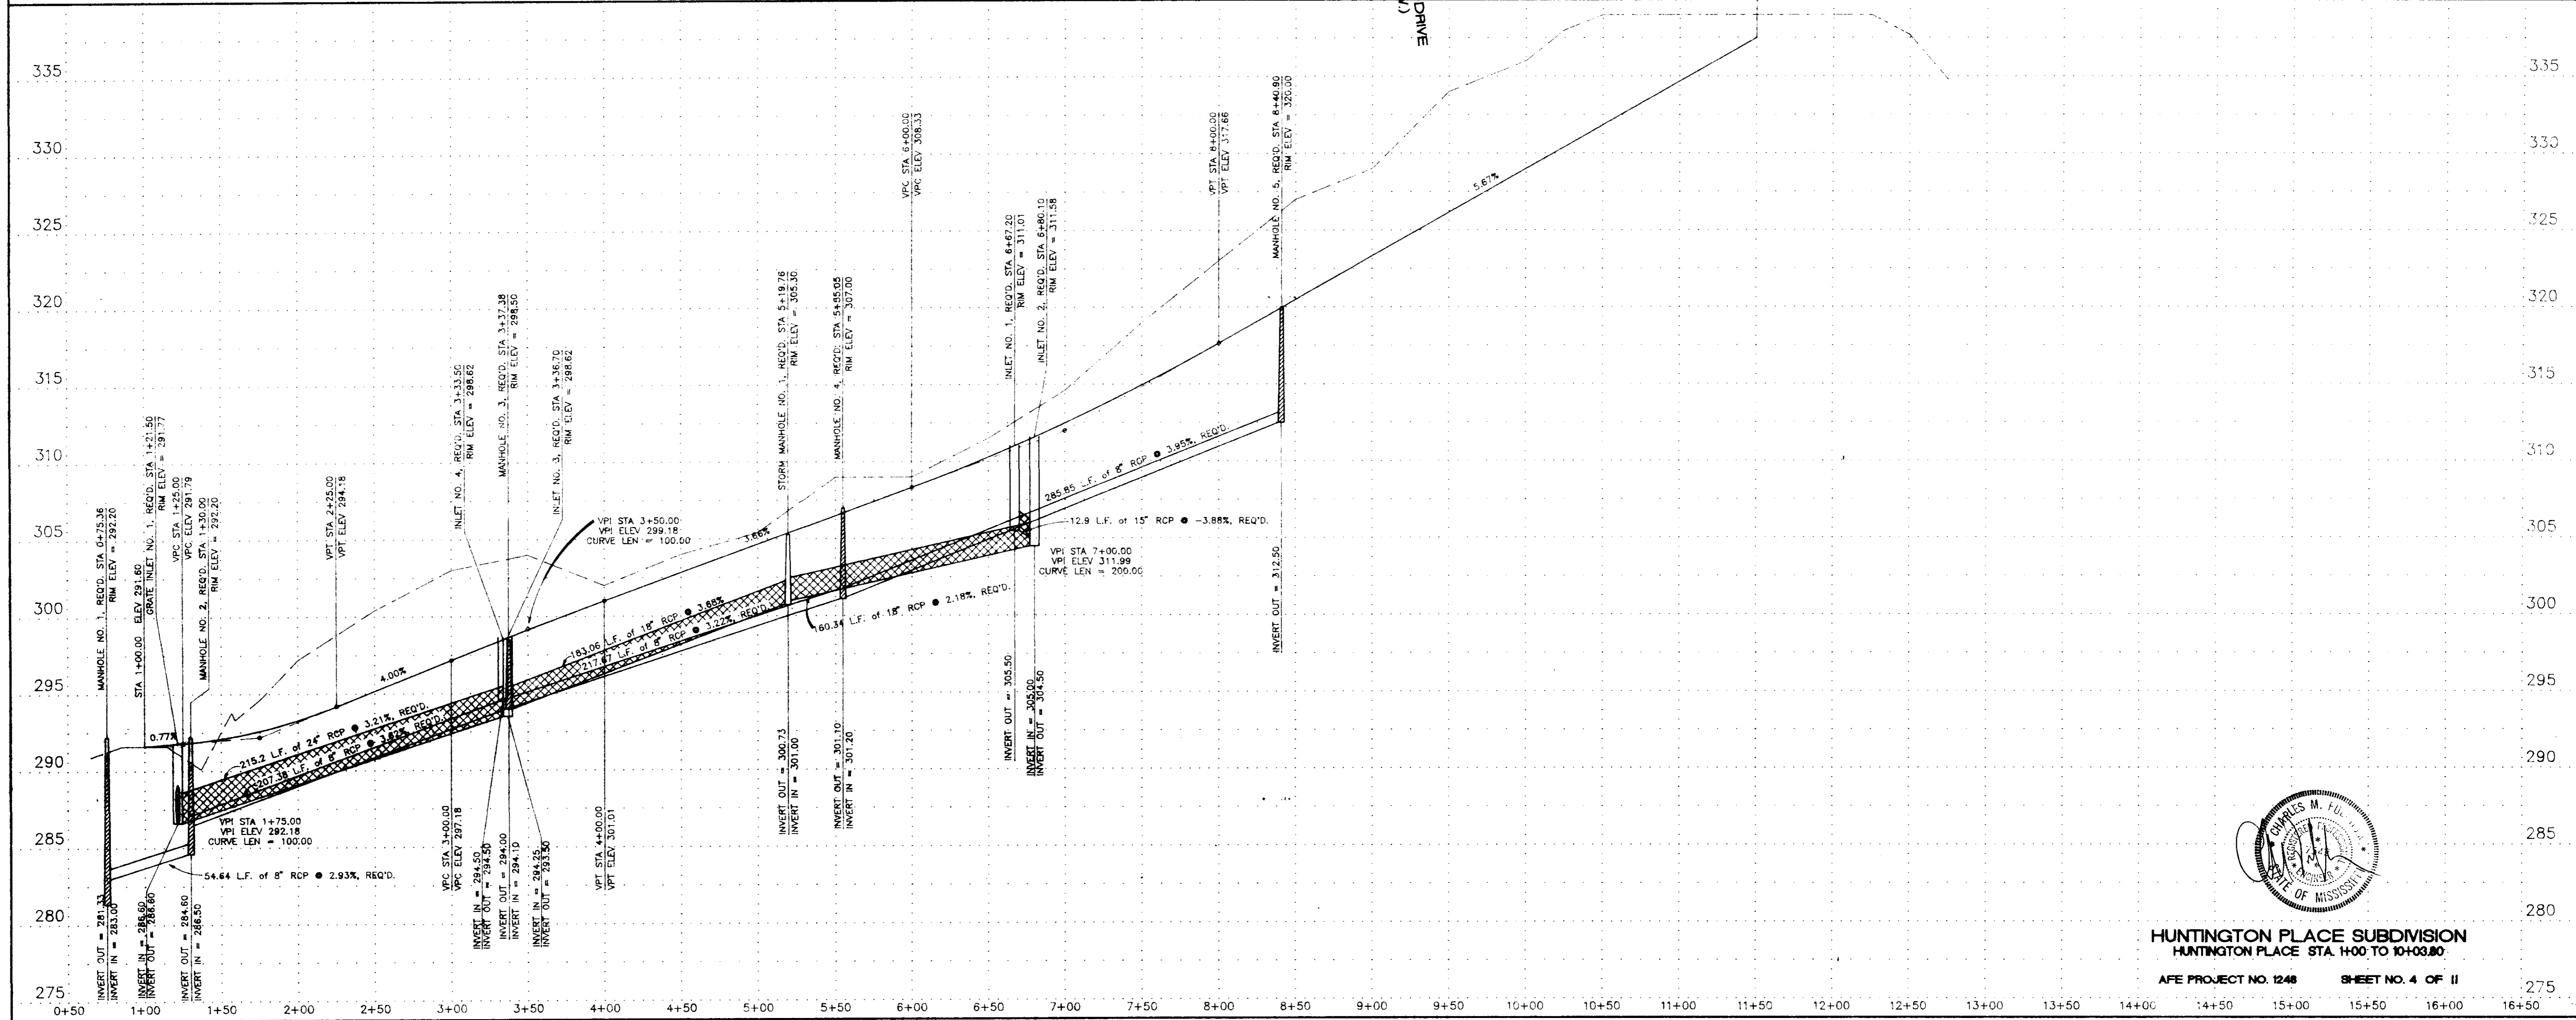 DRIVE
335
330
325
320
315
310
305
300
295
290
285
280
275
335
330
325
320
315
310
305
300
295
290
285
280
275
MANHOLE NO. 1, REQ'D. STA 0+75.36
RIM ELEV = 292.20
STA 1+00.00 ELEV 291.60
GRATE INLET NO. 1, REQ'D. STA 1+21.50
RIM ELEV = 291.77
VPC STA 1+25.00
VPC ELEV 291.79
MANHOLE NO. 2, REQ'D. STA 1+30.00
RIM ELEV = 292.20
VPT STA 2+25.00
VPT ELEV 294.18
INLET NO. 4, REQ'D. STA 3+33.50
RIM ELEV = 298.62
MANHOLE NO. 3, REQ'D. STA 3+37.38
RIM ELEV = 298.50
INLET NO. 3, REQ'D. STA 3+36.70
RIM ELEV = 298.62
VPI STA 3+50.00
VPI ELEV 299.18
CURVE LEN = 100.00
STORM MANHOLE NO. 1, REQ'D. STA 5+19.76
RIM ELEV = 305.30
MANHOLE NO. 4, REQ'D. STA 5+55.05
RIM ELEV = 307.00
VPC STA 6+00.00
VPC ELEV 308.33
INLET NO. 1, REQ'D. STA 6+67.20
RIM ELEV = 311.01
INLET NO. 2, REQ'D. STA 6+80.10
RIM ELEV = 311.58
VPT STA 8+00.00
VPT ELEV 317.66
MANHOLE NO. 5, REQ'D. STA 8+40.90
RIM ELEV = 320.00
0.77%
4.00%
3.66%
5.67%
215.2 L.F. of 24" RCP @ 3.21%, REQ'D.
207.38 L.F. of 8" RCP @ 3.62%, REQ'D.
183.06 L.F. of 18" RCP @ 3.68%
217.67 L.F. of 8" RCP @ 3.22%, REQ'D.
160.34 L.F. of 18" RCP @ 2.18%, REQ'D.
285.85 L.F. of 8" RCP @ 3.95%, REQ'D.
12.9 L.F. of 15" RCP @ -3.88%, REQ'D.
VPI STA 7+00.00
VPI ELEV 311.99
CURVE LEN = 200.00
VPI STA 1+75.00
VPI ELEV 292.18
CURVE LEN = 100.00
54.64 L.F. of 8" RCP @ 2.93%, REQ'D.
INVERT OUT = 281.33
INVERT IN = 283.00
INVERT IN = 286.60
INVERT OUT = 286.60
INVERT OUT = 284.60
INVERT IN = 286.50
VPC STA 3+00.00
VPC ELEV 297.18
INVERT IN = 294.50
INVERT OUT = 294.50
INVERT OUT = 294.00
INVERT IN = 294.10
INVERT IN = 294.25
INVERT OUT = 293.50
VPT STA 4+00.00
VPT ELEV 301.01
INVERT OUT = 300.73
INVERT IN = 301.00
INVERT OUT = 301.10
INVERT IN = 301.20
INVERT OUT = 305.50
INVERT IN = 305.00
INVERT OUT = 304.50
INVERT OUT = 312.50
CHARLES M.
STATE OF MISSISSIPPI
REGISTERED
ENGINEER
HUNTINGTON PLACE SUBDIVISION
HUNTINGTON PLACE STA. 1+00 TO 10+03.80
AFE PROJECT NO. 1248 SHEET NO. 4 OF 11
0+50 1+00 1+50 2+00 2+50 3+00 3+50 4+00 4+50 5+00 5+50 6+00 6+50 7+00 7+50 8+00 8+50 9+00 9+50 10+00 10+50 11+00 11+50 12+00 12+50 13+00 13+50 14+00 14+50 15+00 15+50 16+00 16+50